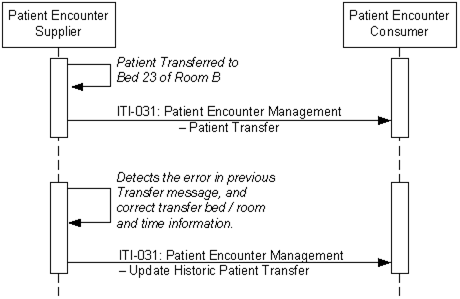 Patient Encounter
Supplier
Patient Encounter
Consumer
Patient Transferred to
Bed 23 of Room B
ITI-031: Patient Encounter Management
– Patient Transfer
Detects the error in previous
Transfer message, and
correct transfer bed / room
and time information.
ITI-031: Patient Encounter Management
– Update Historic Patient Transfer